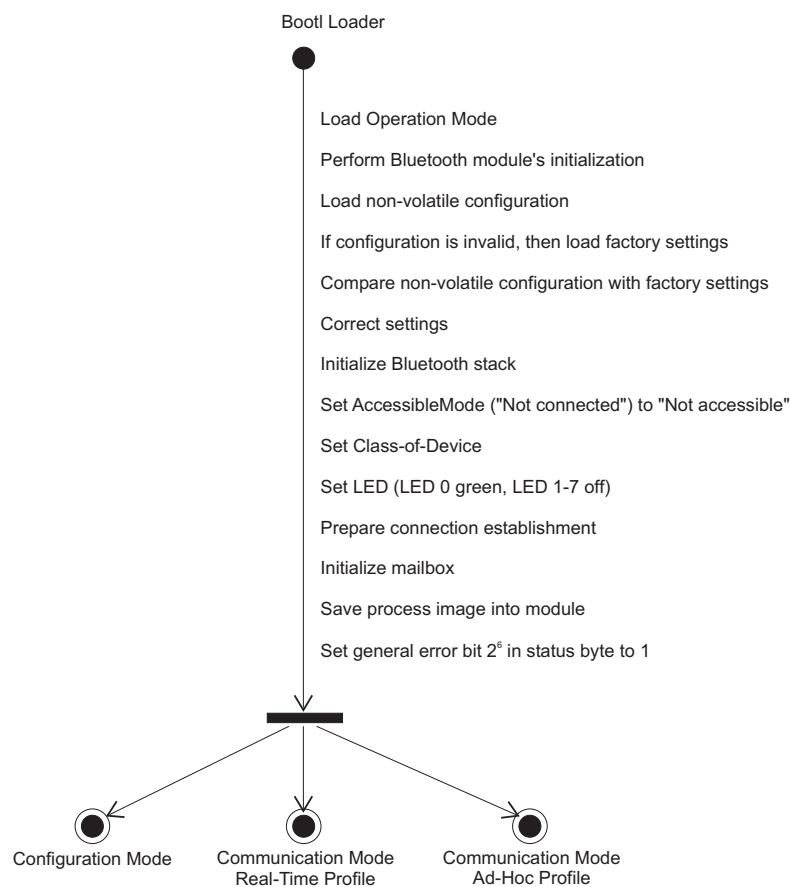 Bootl Loader
Load Operation Mode
Perform Bluetooth module's initialization
Load non-volatile configuration
If configuration is invalid, then load factory settings
Compare non-volatile configuration with factory settings
Correct settings
Initialize Bluetooth stack
Set AccessibleMode ("Not connected") to "Not accessible"
Set Class-of-Device
Set LED (LED 0 green, LED 1-7 off)
Prepare connection establishment
Initialize mailbox
Save process image into module
Set general error bit 2⁶ in status byte to 1
Configuration Mode
Communication Mode
Real-Time Profile
Communication Mode
Ad-Hoc Profile